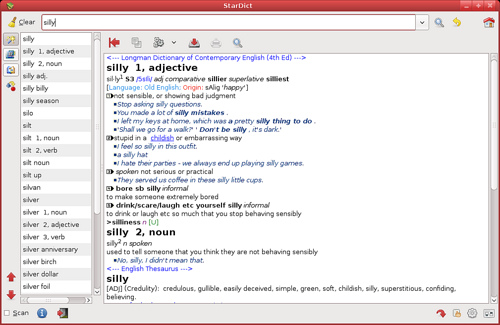 StarDict
Clear
silly
silly
silly 1, adjective
silly 2, noun
silly adj.
silly billy
silly season
silo
silt
silt 1, noun
silt 2, verb
silt noun
silt up
silvan
silver
silver 1, noun
silver 2, adjective
silver 3, verb
silver anniversary
silver birch
silver dollar
silver foil
Scan
<--- Longman Dictionary of Contemporary English (4th Ed) --->
silly 1, adjective
sil·ly¹ S3 /ˈsɪli/ adj comparative sillier superlative silliest
[Language: Old English; Origin: sAlig 'happy']
1 not sensible, or showing bad judgment
Stop asking silly questions.
You made a lot of silly mistakes .
I left my keys at home, which was a pretty silly thing to do .
'Shall we go for a walk?' ' Don't be silly , it's dark.'
2 stupid in a childish or embarrassing way
I feel so silly in this outfit.
a silly hat
I hate their parties - we always end up playing silly games.
3 spoken not serious or practical
They served us coffee in these silly little cups.
4 bore sb silly informal
to make someone extremely bored
5 drink/scare/laugh etc yourself silly informal
to drink or laugh etc so much that you stop behaving sensibly
>silliness n [U]
silly 2, noun
silly² n spoken
used to tell someone that you think they are not behaving sensibly
No, silly, I didn't mean that.
<--- English Thesaurus --->
silly
[ADJ] (Credulity): credulous, gullible, easily deceived, simple, green, soft, childish, silly, superstitious, confiding,
believing.